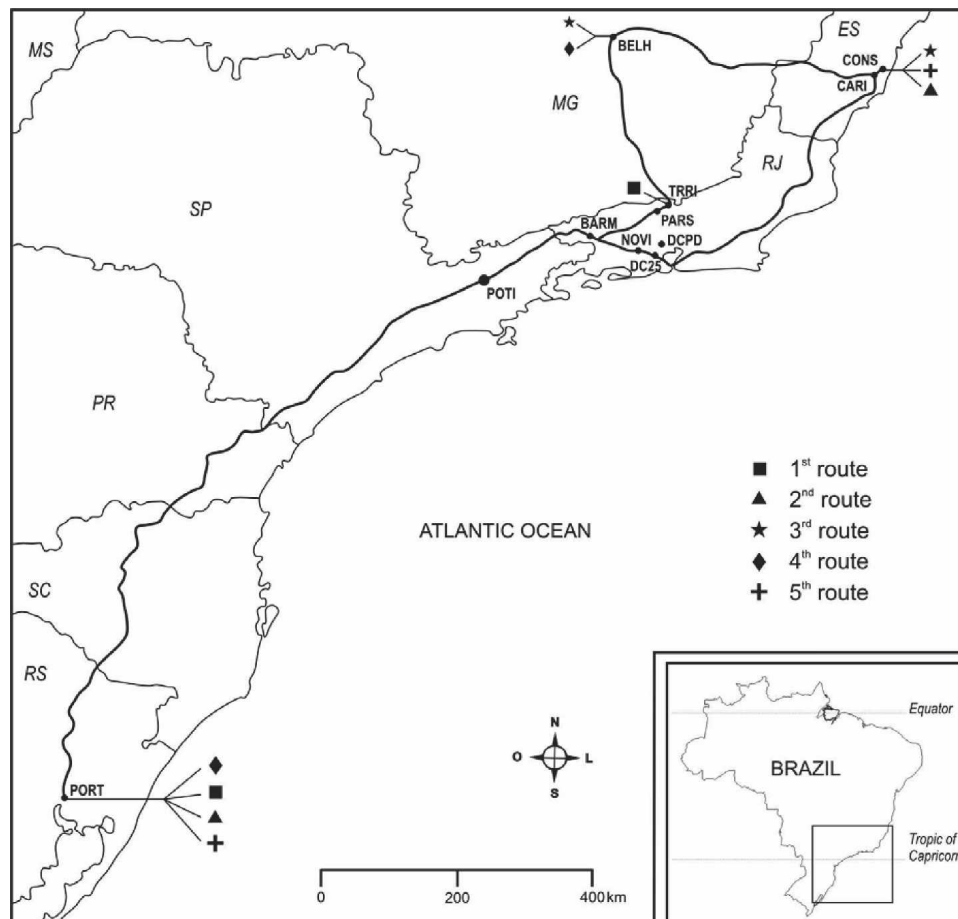 ES
MS
BELH
CONS
CARI
MG
RJ
TRRI
SP
BARM
PARS
NOVI
DCPD
DC25
POTI
PR
1st route
2nd route
ATLANTIC OCEAN
3rd route
4th route
SC
5th route
RS
N
O
L
S
PORT
Equator
BRAZIL
Tropic of
Capricorn
0
200
400 km